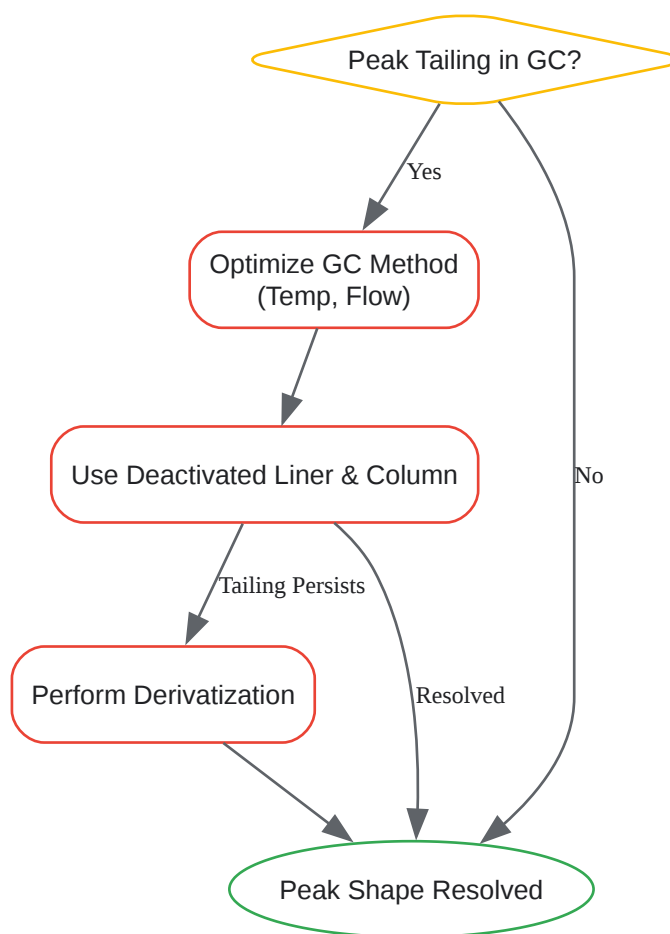 Peak Tailing in GC?
Yes
Optimize GC Method
(Temp, Flow)
Use Deactivated Liner & Column
No
Tailing Persists
Perform Derivatization
Resolved
Peak Shape Resolved